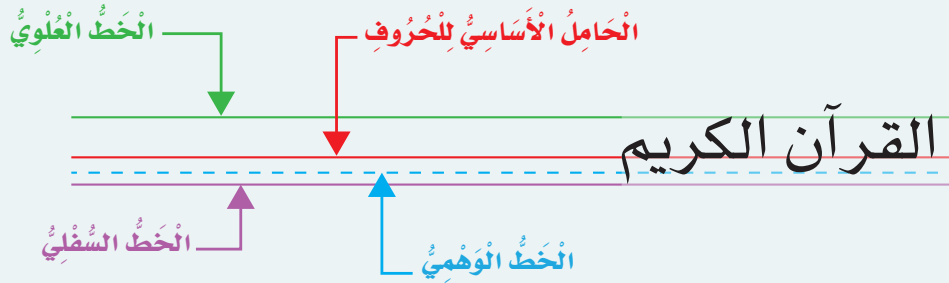 الْحَامِلُ الْأَسَاسِيُّ لِلْحُرُوفِ
الْخَطُّ الْعُلْوِيُّ
القرآن الكريم
الْخَطُّ السُّفْلِيُّ
الْخَطُّ الْوَهْمِيُّ